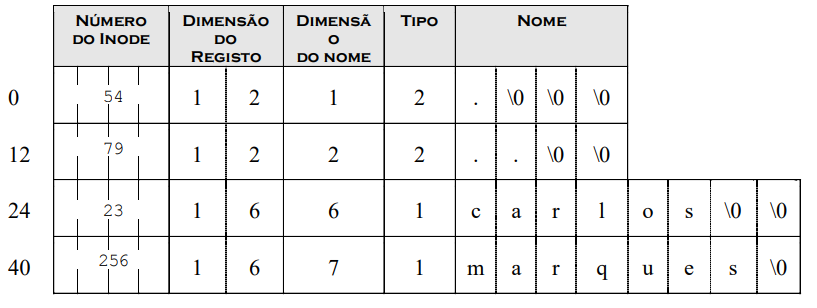 NÚMERO DO INODE DIMENSÃO DO REGISTO DIMENSÃ O DO NOME TIPO NOME
0 54 1 2 1 2 . \0 \0 \0
12 79 1 2 2 2 . . \0 \0
24 23 1 6 6 1 c a r l o s \0 \0
40 256 1 6 7 1 m a r q u e s \0